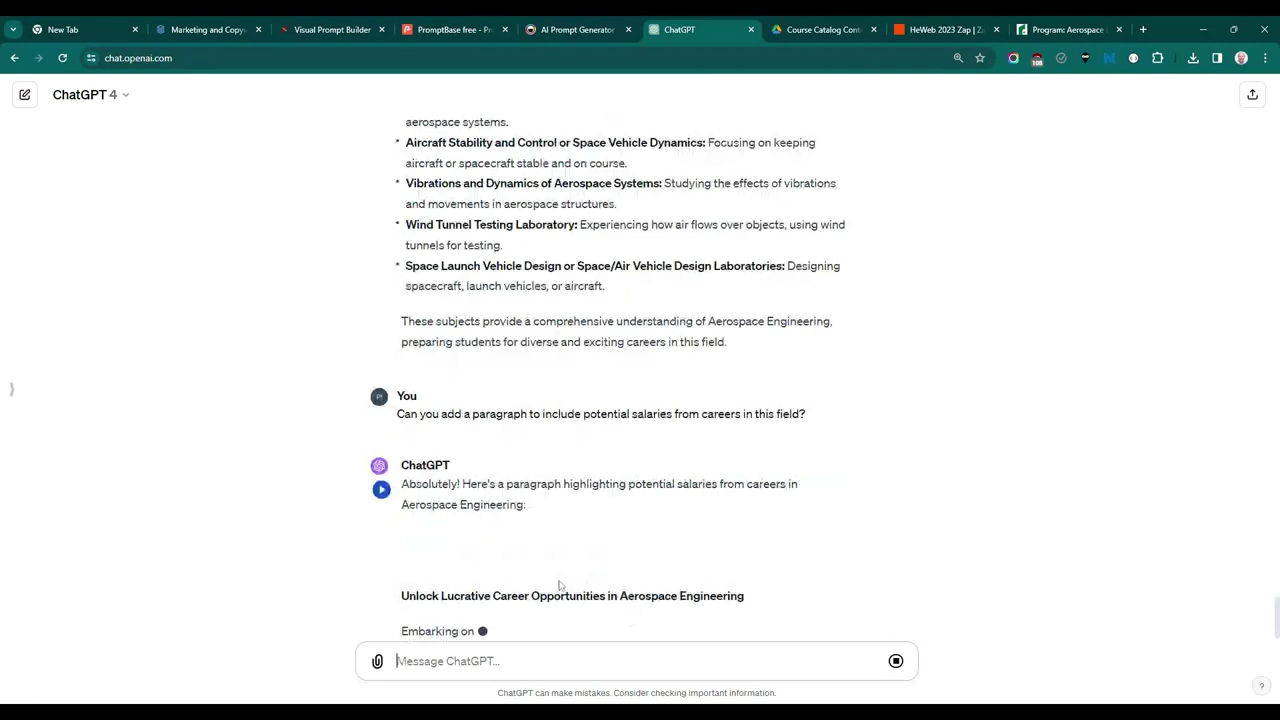 New Tab
Marketing and Copy
Visual Prompt Builder
PromptBase free - Pr
AI Prompt Generator
ChatGPT
Course Catalog Cont
HeWeb 2023 Zap | Z
Program: Aerospace
chat.openai.com
108
ChatGPT 4
aerospace systems.
* Aircraft Stability and Control or Space Vehicle Dynamics: Focusing on keeping
aircraft or spacecraft stable and on course.
* Vibrations and Dynamics of Aerospace Systems: Studying the effects of vibrations
and movements in aerospace structures.
* Wind Tunnel Testing Laboratory: Experiencing how air flows over objects, using wind
tunnels for testing.
* Space Launch Vehicle Design or Space/Air Vehicle Design Laboratories: Designing
spacecraft, launch vehicles, or aircraft.
These subjects provide a comprehensive understanding of Aerospace Engineering,
preparing students for diverse and exciting careers in this field.
You
Can you add a paragraph to include potential salaries from careers in this field?
ChatGPT
Absolutely! Here's a paragraph highlighting potential salaries from careers in
Aerospace Engineering:
Unlock Lucrative Career Opportunities in Aerospace Engineering
Embarking on
Message ChatGPT...
ChatGPT can make mistakes. Consider checking important information.
?